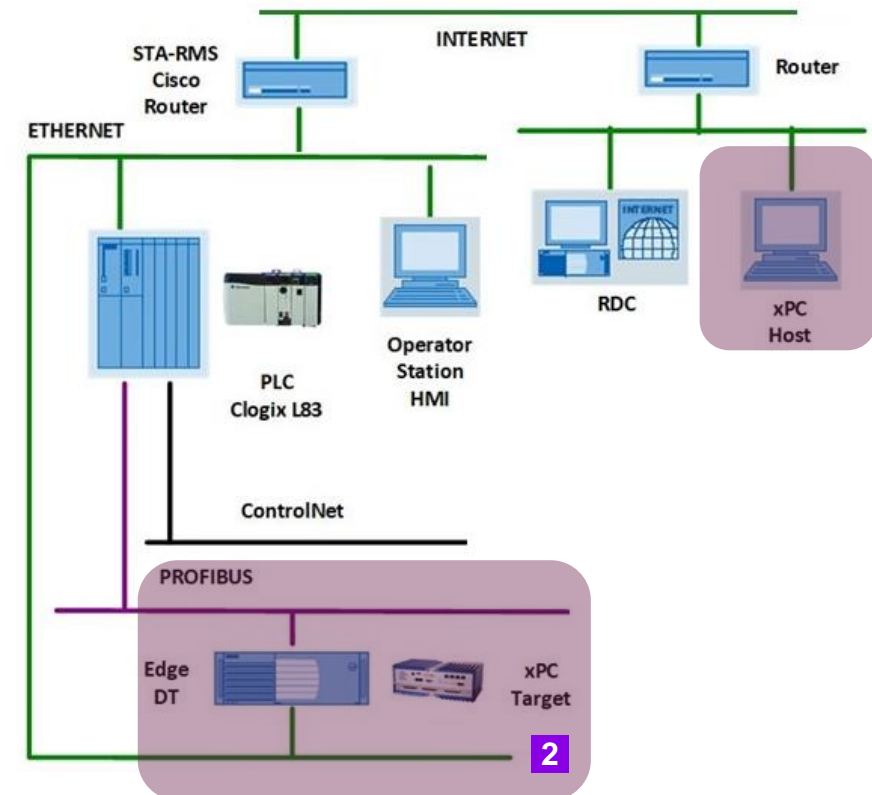 INTERNET
STA-RMS
Cisco
Router
Router
ETHERNET
INTERNET
RDC
xPC
Host
Operator
Station
HMI
PLC
Clogix L83
ControlNet
PROFIBUS
Edge
DT
xPC
Target
2